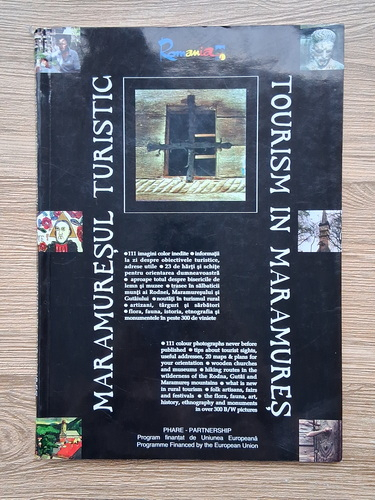 Romania
MARAMUREȘUL TURISTIC
TOURISM IN MARAMUREȘ
● 111 imagini color inedite ● informații
la zi despre obiectivele turistice,
adrese utile ● 23 de hărți și schițe
pentru orientarea dumneavoastră
● aproape totul despre bisericile de
lemn și muzee ● trasee în sălbaticii
munți ai Rodnei, Maramureșului și
Gutâiului ● noutăți în turismul rural
● artizani, târguri și sărbători
● flora, fauna, istoria, etnografia și
monumentele în peste 300 de viniete
● 111 colour photographs never before
published ● tips about tourist sights,
useful addresses, 20 maps & plans for
your orientation ● wooden churches
and museums ● hiking routes in the
wilderness of the Rodna, Gutâi and
Maramureș mountains ● what is new
in rural tourism ● folk artisans, fairs
and festivals ● the flora, fauna, art,
history, ethnography and monuments
in over 300 B/W pictures
PHARE - PARTNERSHIP
Program finanțat de Uniunea Europeană
Programme Financed by the European Union